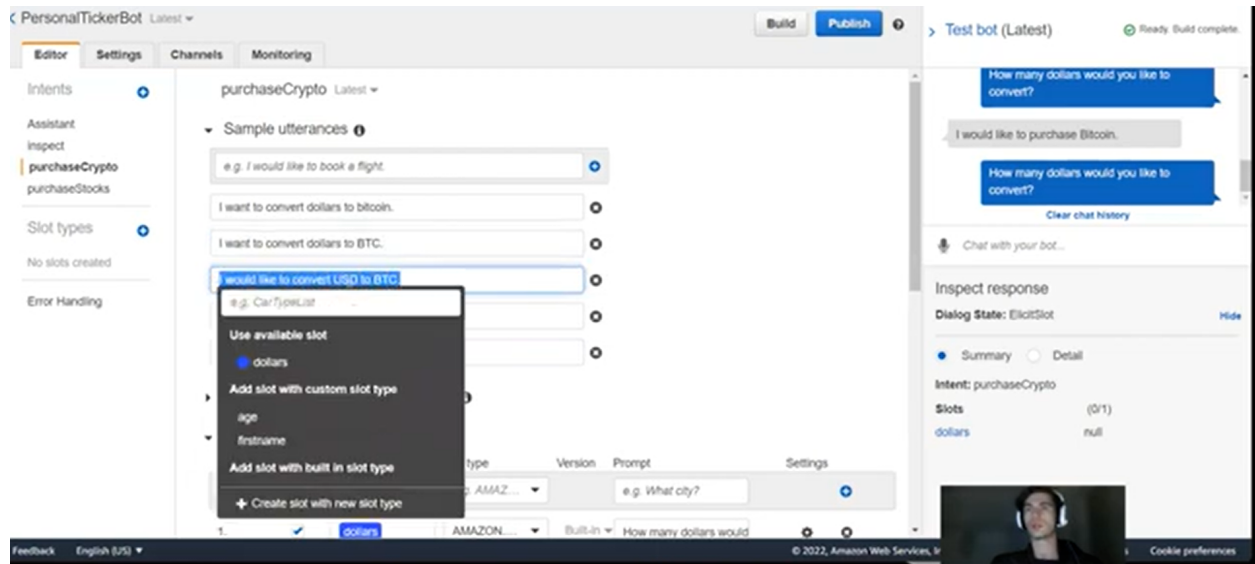 PersonalTickerBot Latest
Build
Publish
Editor
Settings
Channels
Monitoring
Intents
Assistant
inspect
purchaseCrypto
purchaseStocks
Slot types
No slots created
Error Handling
purchaseCrypto Latest
Sample utterances
e.g. I would like to book a flight.
I want to convert dollars to bitcoin.
I want to convert dollars to BTC.
I would like to convert USD to BTC
e.g. CarTypeList
Use available slot
dollars
Add slot with custom slot type
age
firstname
Add slot with built in slot type
+ Create slot with new slot type
type
Version
Prompt
Settings
e.g. AMAZ...
e.g. What city?
1.
dollars
AMAZON....
Built-in
How many dollars would
Test bot (Latest)
Ready. Build complete.
How many dollars would you like to
convert?
I would like to purchase Bitcoin.
How many dollars would you like to
convert?
Clear chat history
Chat with your bot...
Inspect response
Dialog State: ElicitSlot
Hide
Summary
Detail
Intent: purchaseCrypto
Slots
(0/1)
dollars
null
Feedback
English (US)
© 2022, Amazon Web Services,
Cookie preferences